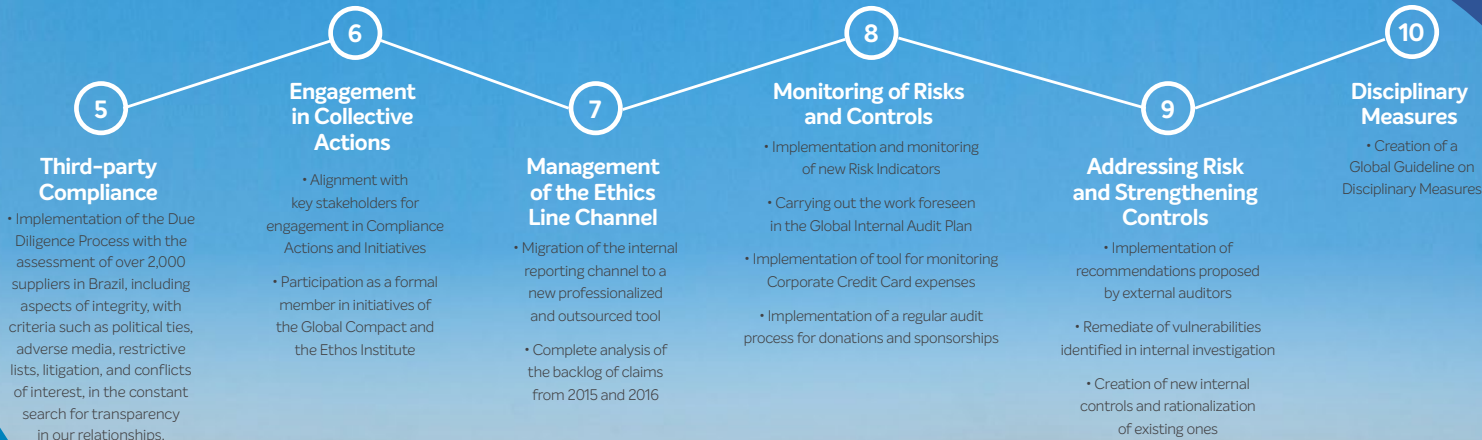 5
Third-party
Compliance
• Implementation of the Due
Diligence Process with the
assessment of over 2,000
suppliers in Brazil, including
aspects of integrity, with
criteria such as political ties,
adverse media, restrictive
lists, litigation, and conflicts
of interest, in the constant
search for transparency
in our relationships.
6
Engagement
in Collective
Actions
• Alignment with
key stakeholders for
engagement in Compliance
Actions and Initiatives
• Participation as a formal
member in initiatives of
the Global Compact and
the Ethos Institute
7
Management
of the Ethics
Line Channel
• Migration of the internal
reporting channel to a
new professionalized
and outsourced tool
• Complete analysis of
the backlog of claims
from 2015 and 2016
8
Monitoring of Risks
and Controls
• Implementation and monitoring
of new Risk Indicators
• Carrying out the work foreseen
in the Global Internal Audit Plan
• Implementation of tool for monitoring
Corporate Credit Card expenses
• Implementation of a regular audit
process for donations and sponsorships
9
Addressing Risk
and Strengthening
Controls
• Implementation of
recommendations proposed
by external auditors
• Remediate of vulnerabilities
identified in internal investigation
• Creation of new internal
controls and rationalization
of existing ones
10
Disciplinary
Measures
• Creation of a
Global Guideline on
Disciplinary Measures